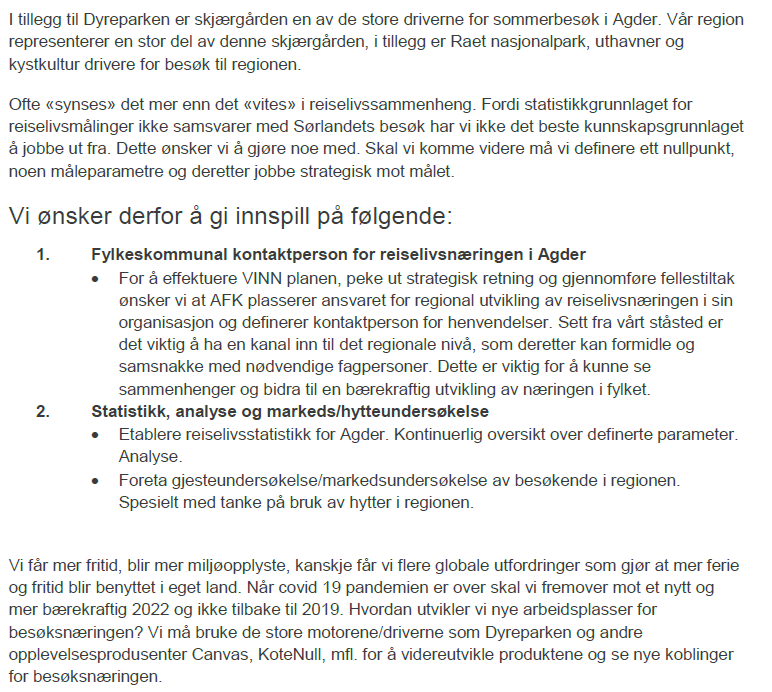 I tillegg til Dyreparken er skjærgården en av de store driverne for sommerbesøk i Agder. Vår region
representerer en stor del av denne skjærgården, i tillegg er Raet nasjonalpark, uthavner og
kystkultur drivere for besøk til regionen.
Ofte «synses» det mer enn det «vites» i reiselivssammenheng. Fordi statistikkgrunnlaget for
reiselivsmålinger ikke samsvarer med Sørlandets besøk har vi ikke det beste kunnskapsgrunnlaget
å jobbe ut fra. Dette ønsker vi å gjøre noe med. Skal vi komme videre må vi definere ett nullpunkt,
noen måleparametre og deretter jobbe strategisk mot målet.
Vi ønsker derfor å gi innspill på følgende:
1. Fylkeskommunal kontaktperson for reiselivsnæringen i Agder
• For å effektuere VINN planen, peke ut strategisk retning og gjennomføre fellestiltak
ønsker vi at AFK plasserer ansvaret for regional utvikling av reiselivsnæringen i sin
organisasjon og definerer kontaktperson for henvendelser. Sett fra vårt ståsted er
det viktig å ha en kanal inn til det regionale nivå, som deretter kan formidle og
samsnakke med nødvendige fagpersoner. Dette er viktig for å kunne se
sammenhenger og bidra til en bærekraftig utvikling av næringen i fylket.
2. Statistikk, analyse og markeds/hytteundersøkelse
• Etablere reiselivsstatistikk for Agder. Kontinuerlig oversikt over definerte parameter.
Analyse.
• Foreta gjesteundersøkelse/markedsundersøkelse av besøkende i regionen.
Spesielt med tanke på bruk av hytter i regionen.
Vi får mer fritid, blir mer miljøopplyste, kanskje får vi flere globale utfordringer som gjør at mer ferie
og fritid blir benyttet i eget land. Når covid 19 pandemien er over skal vi fremover mot et nytt og
mer bærekraftig 2022 og ikke tilbake til 2019. Hvordan utvikler vi nye arbeidsplasser for
besøksnæringen? Vi må bruke de store motorene/driverne som Dyreparken og andre
opplevelsesprodusenter Canvas, KoteNull, mfl. for å videreutvikle produktene og se nye koblinger
for besøksnæringen.